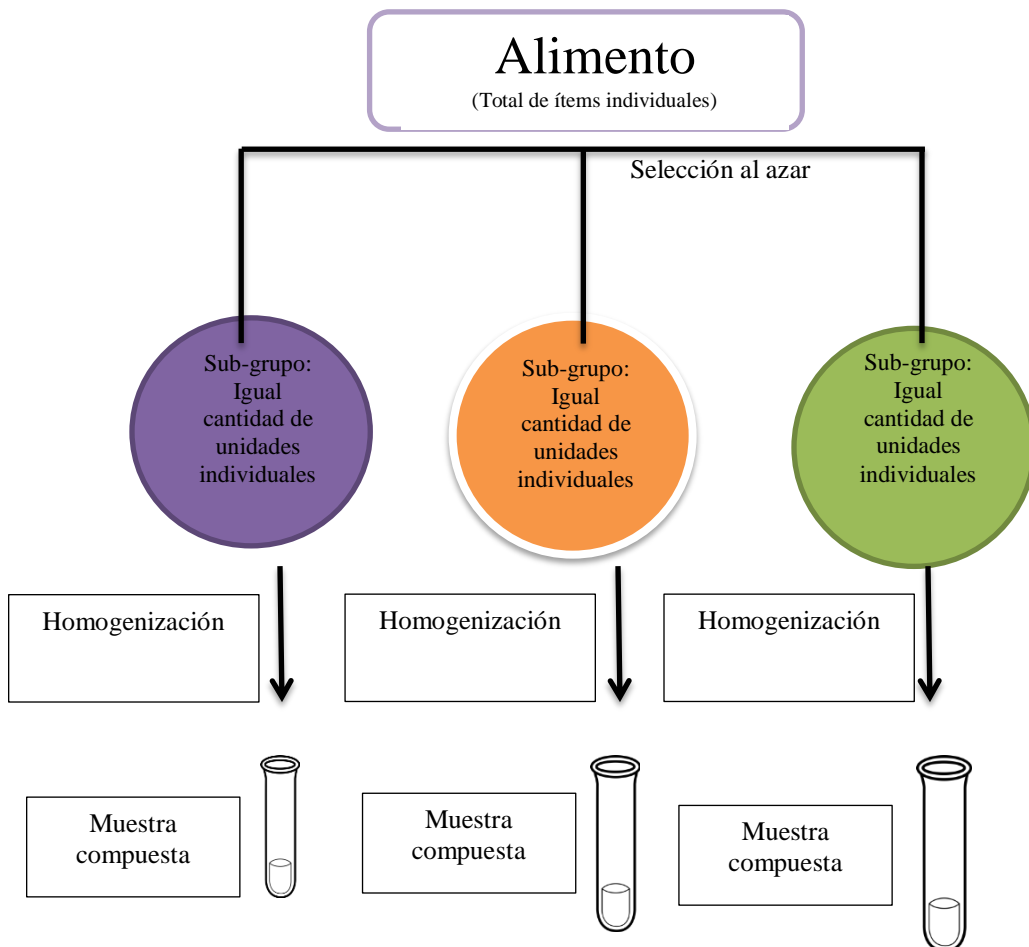 Alimento
(Total de ítems individuales)
Selección al azar
Sub-grupo:
Igual
cantidad de
unidades
individuales
Sub-grupo:
Igual
cantidad de
unidades
individuales
Sub-grupo:
Igual
cantidad de
unidades
individuales
Homogenización
Homogenización
Homogenización
Muestra
compuesta
Muestra
compuesta
Muestra
compuesta